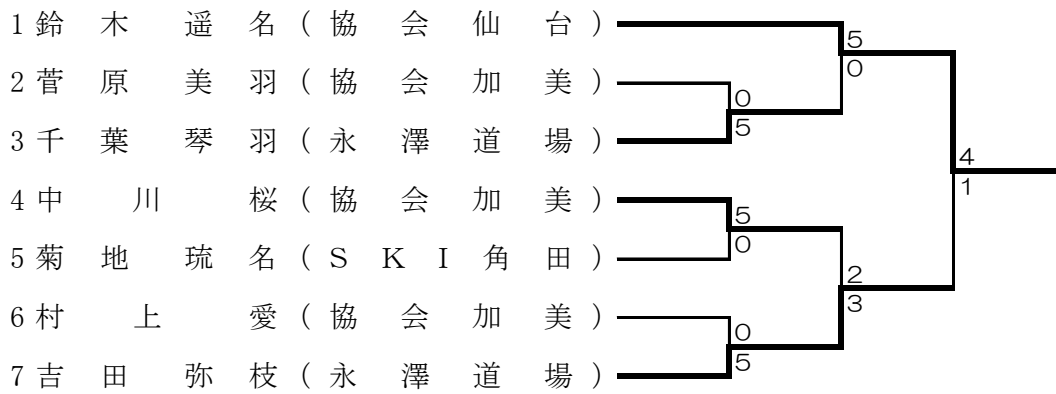 1 鈴木 遥名 (協会仙台)
5
0
2 菅原 美羽 (協会加美)
0
5
3 千葉 琴羽 (永澤道場)
4
1
4 中川 桜 (協会加美)
5
0
5 菊地 琉名 (SKI角田)
2
3
6 村上 愛 (協会加美)
0
5
7 吉田 弥枝 (永澤道場)